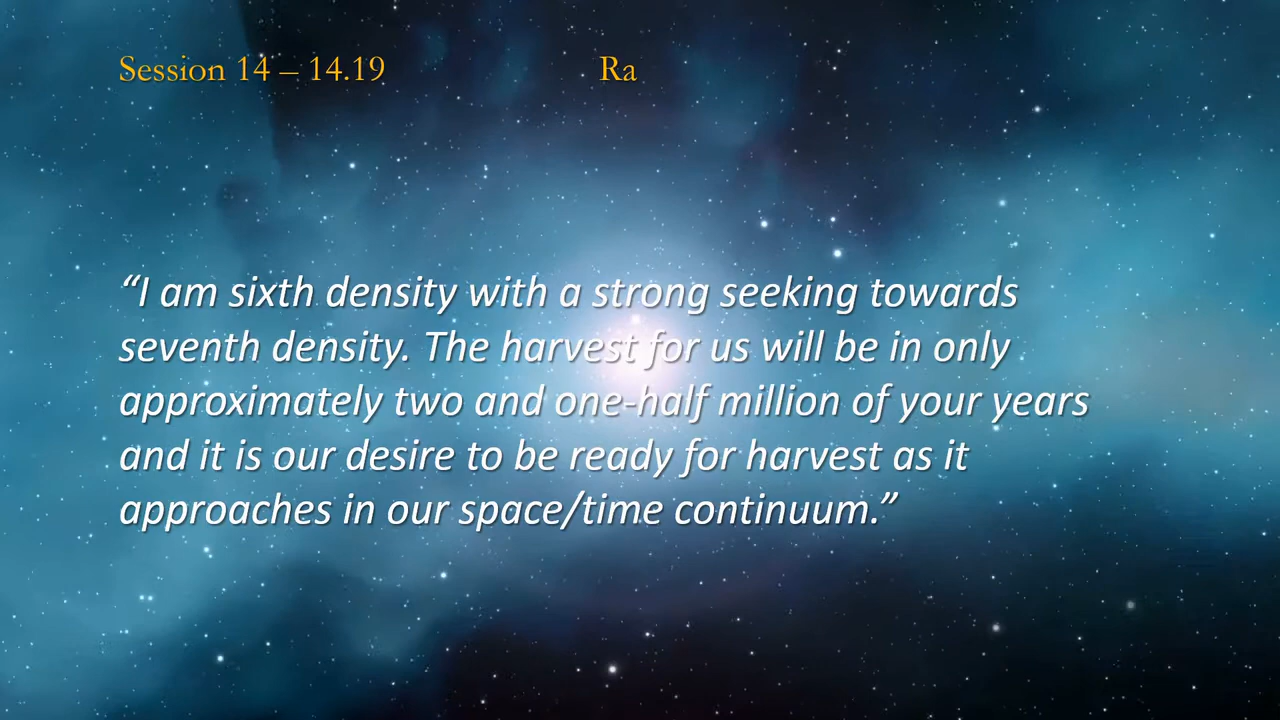 Session 14 – 14.19 Ra
“I am sixth density with a strong seeking towards
seventh density. The harvest for us will be in only
approximately two and one-half million of your years
and it is our desire to be ready for harvest as it
approaches in our space/time continuum.”